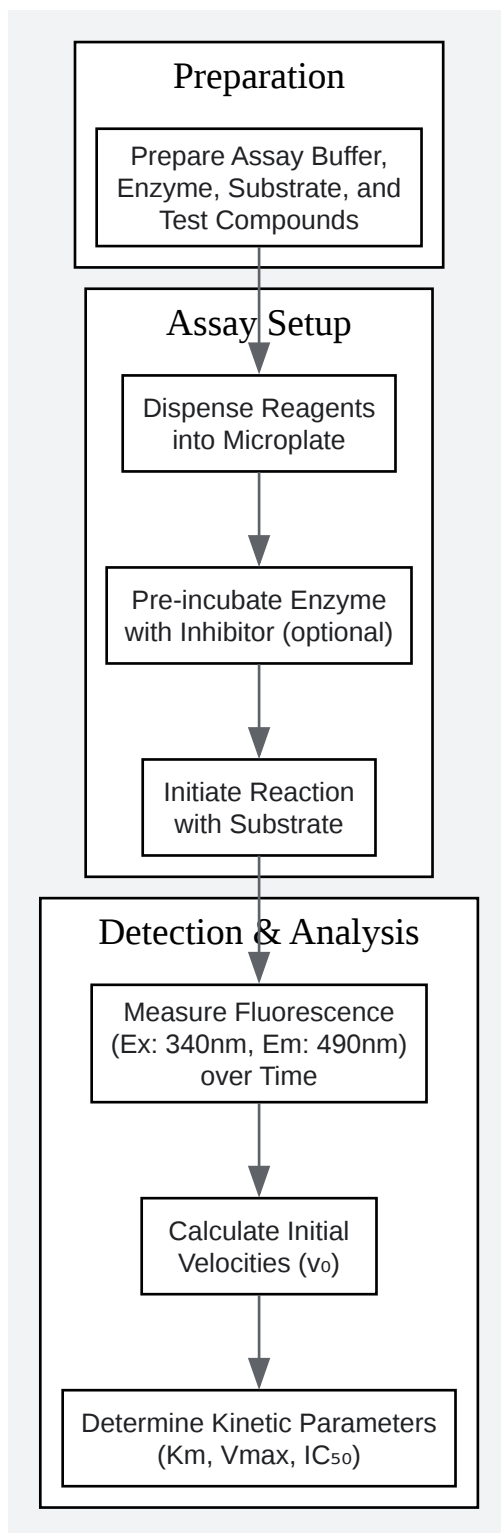 Preparation
Prepare Assay Buffer,
Enzyme, Substrate, and
Test Compounds
Assay Setup
Dispense Reagents
into Microplate
Pre-incubate Enzyme
with Inhibitor (optional)
Initiate Reaction
with Substrate
Detection & Analysis
Measure Fluorescence
(Ex: 340nm, Em: 490nm)
over Time
Calculate Initial
Velocities (v₀)
Determine Kinetic Parameters
(Km, Vmax, IC₅₀)